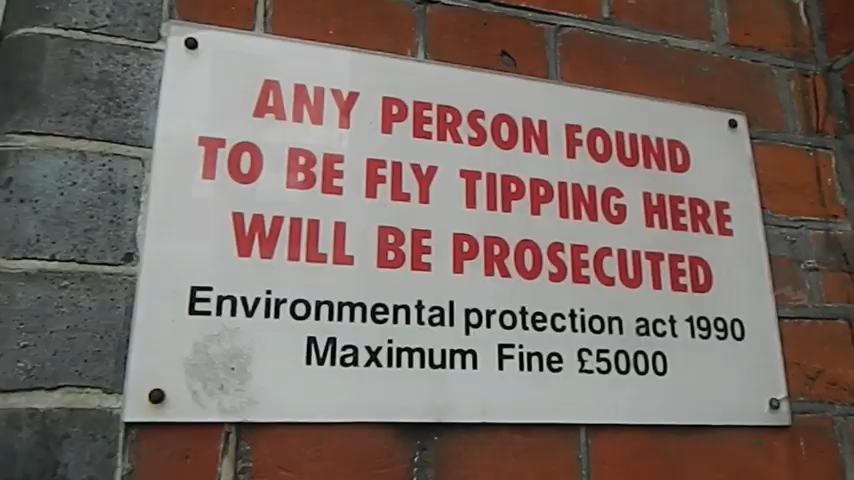 ANY PERSON FOUND
TO BE FLY TIPPING HERE
WILL BE PROSECUTED
Environmental protection act 1990
Maximum Fine £5000